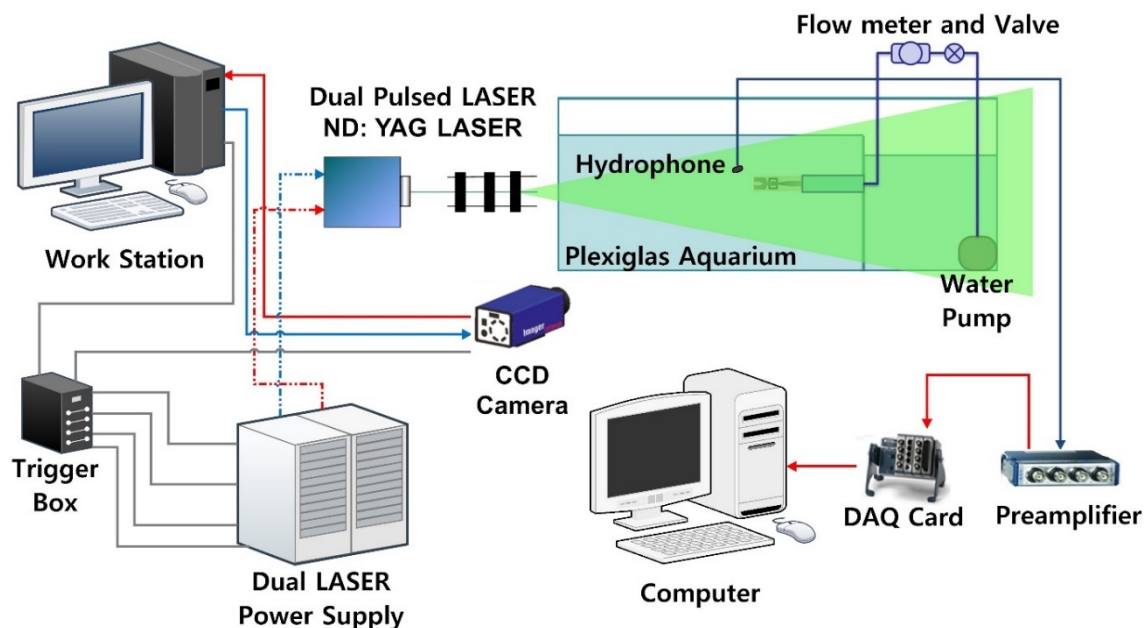 Flow meter and Valve
Dual Pulsed LASER
ND: YAG LASER
Hydrophone
Plexiglas Aquarium
Work Station
Water
Pump
Imager
CCD
Camera
Trigger
Box
DAQ Card
Preamplifier
Dual LASER
Power Supply
Computer